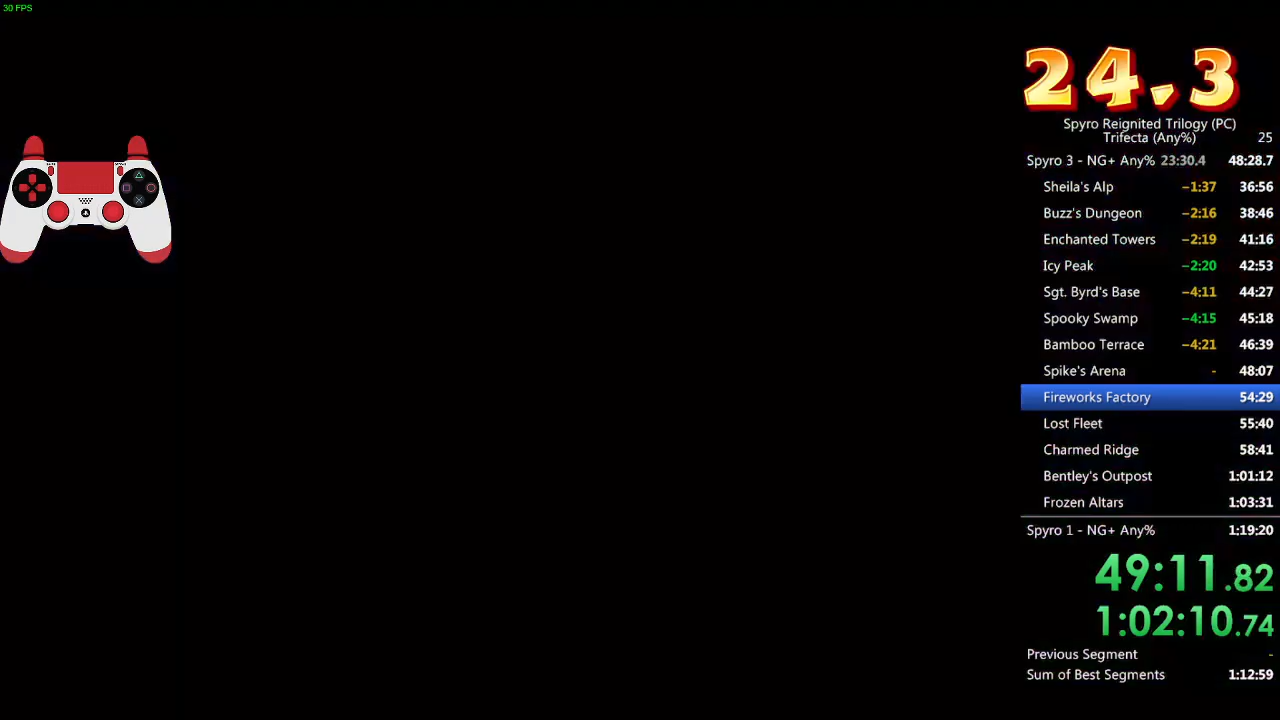 30 FPS
24.3
Spyro Reignited Trilogy (PC)
Trifecta (Any%) 25
Spyro 3 - NG+ Any% 23:30.4 48:28.7
Sheila's Alp −1:37 36:56
Buzz's Dungeon −2:16 38:46
Enchanted Towers −2:19 41:16
Icy Peak −2:20 42:53
Sgt. Byrd's Base −4:11 44:27
Spooky Swamp −4:15 45:18
Bamboo Terrace −4:21 46:39
Spike's Arena - 48:07
Fireworks Factory 54:29
Lost Fleet 55:40
Charmed Ridge 58:41
Bentley's Outpost 1:01:12
Frozen Altars 1:03:31
Spyro 1 - NG+ Any% 1:19:20
49:11.82
1:02:10.74
Previous Segment -
Sum of Best Segments 1:12:59